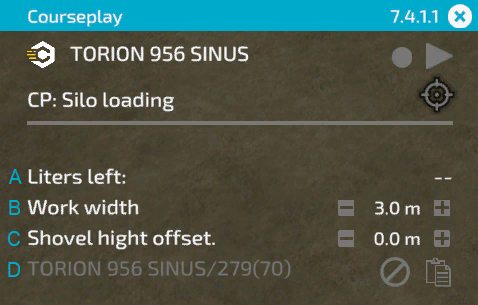 Courseplay 7.4.1.1
TORION 956 SINUS
CP: Silo loading
A Liters left: --
B Work width 3.0 m
C Shovel hight offset. 0.0 m
D TORION 956 SINUS/279(70)